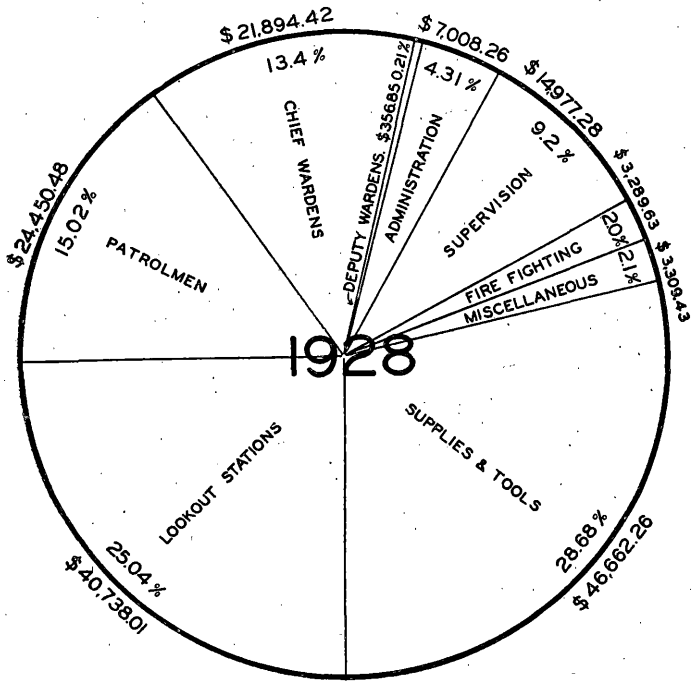 $21,894.42
13.4%
CHIEF WARDENS
DEPUTY WARDENS. $356.85 0.21%
$7,008.26
4.31%
ADMINISTRATION
$14,977.28
9.2%
SUPERVISION
$3,289.63
2.0%
FIRE FIGHTING
$3,309.43
2.1%
MISCELLANEOUS
$24,450.48
15.02%
PATROLMEN
1928
SUPPLIES & TOOLS
28.68%
$46,662.26
LOOKOUT STATIONS
25.04%
$40,738.01